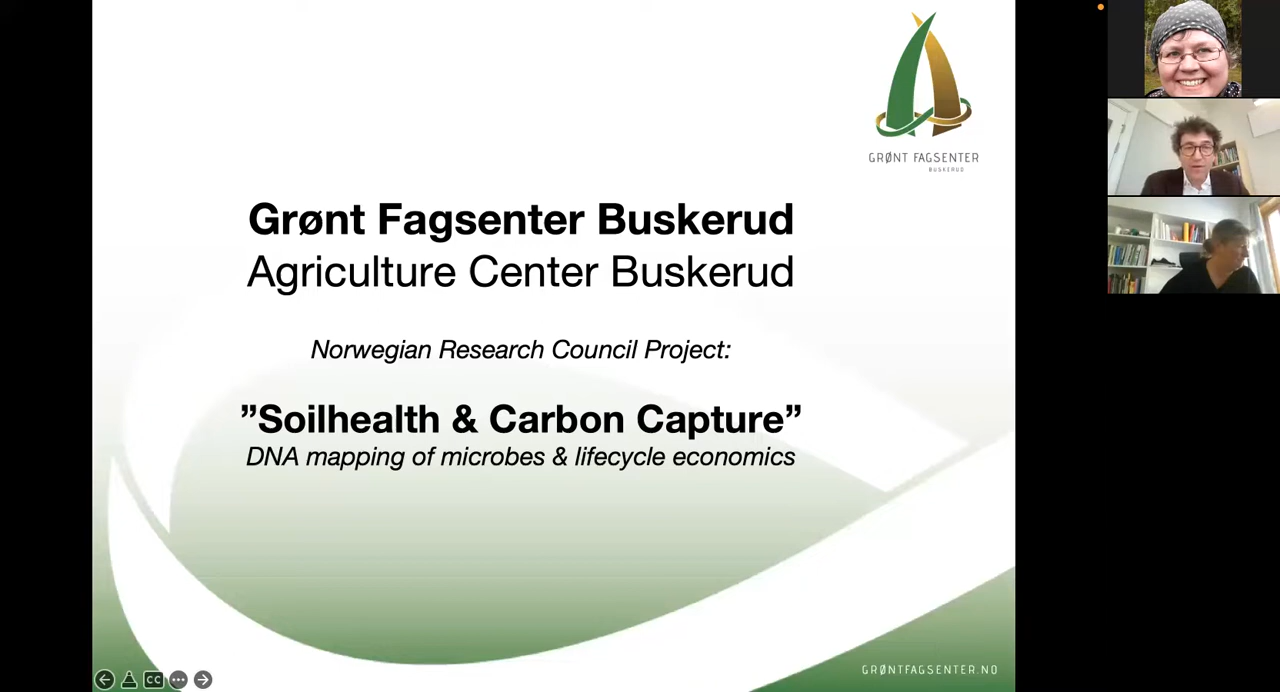 GRØNT FAGSENTER
BUSKERUD
Grønt Fagsenter Buskerud
Agriculture Center Buskerud
Norwegian Research Council Project:
”Soilhealth & Carbon Capture”
DNA mapping of microbes & lifecycle economics
CC
GRØNTFAGSENTER.NO